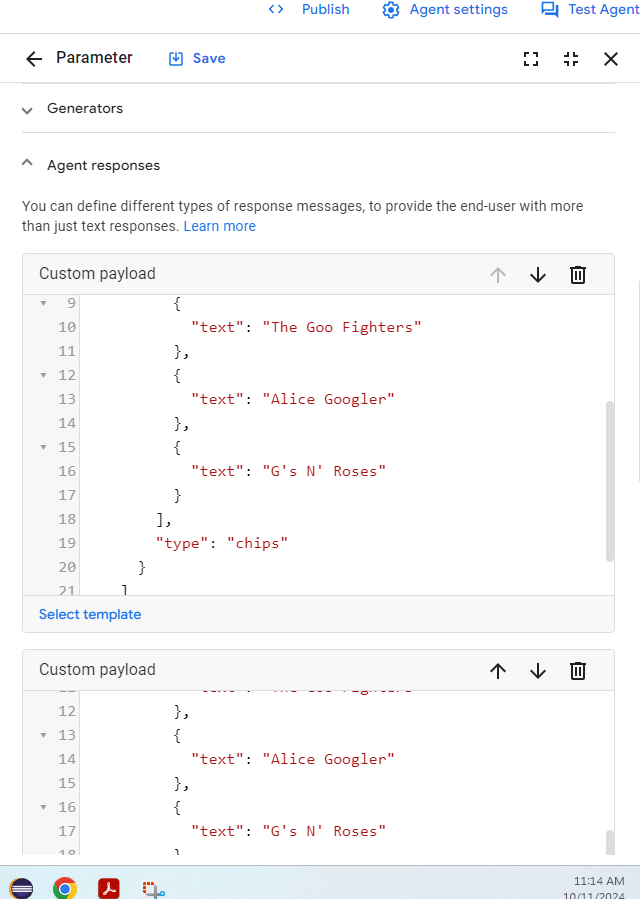 Publish Agent settings Test Agent
Parameter Save
Generators
Agent responses
You can define different types of response messages, to provide the end-user with more
than just text responses. Learn more
Custom payload
9 {
10 "text": "The Goo Fighters"
11 },
12 {
13 "text": "Alice Googler"
14 },
15 {
16 "text": "G's N' Roses"
17 }
18 ],
19 "type": "chips"
20 }
21 ]
Select template
Custom payload
"text": "The Goo Fighters"
12 },
13 {
14 "text": "Alice Googler"
15 },
16 {
17 "text": "G's N' Roses"
18 }
11:14 AM
10/11/2024